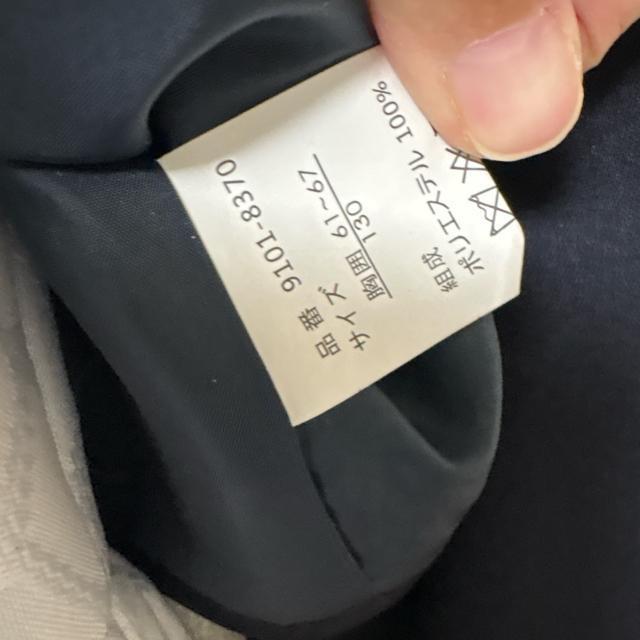 品番 9101-8370
サイズ
胸囲 61~67
130
組成
ポリエステル 100%